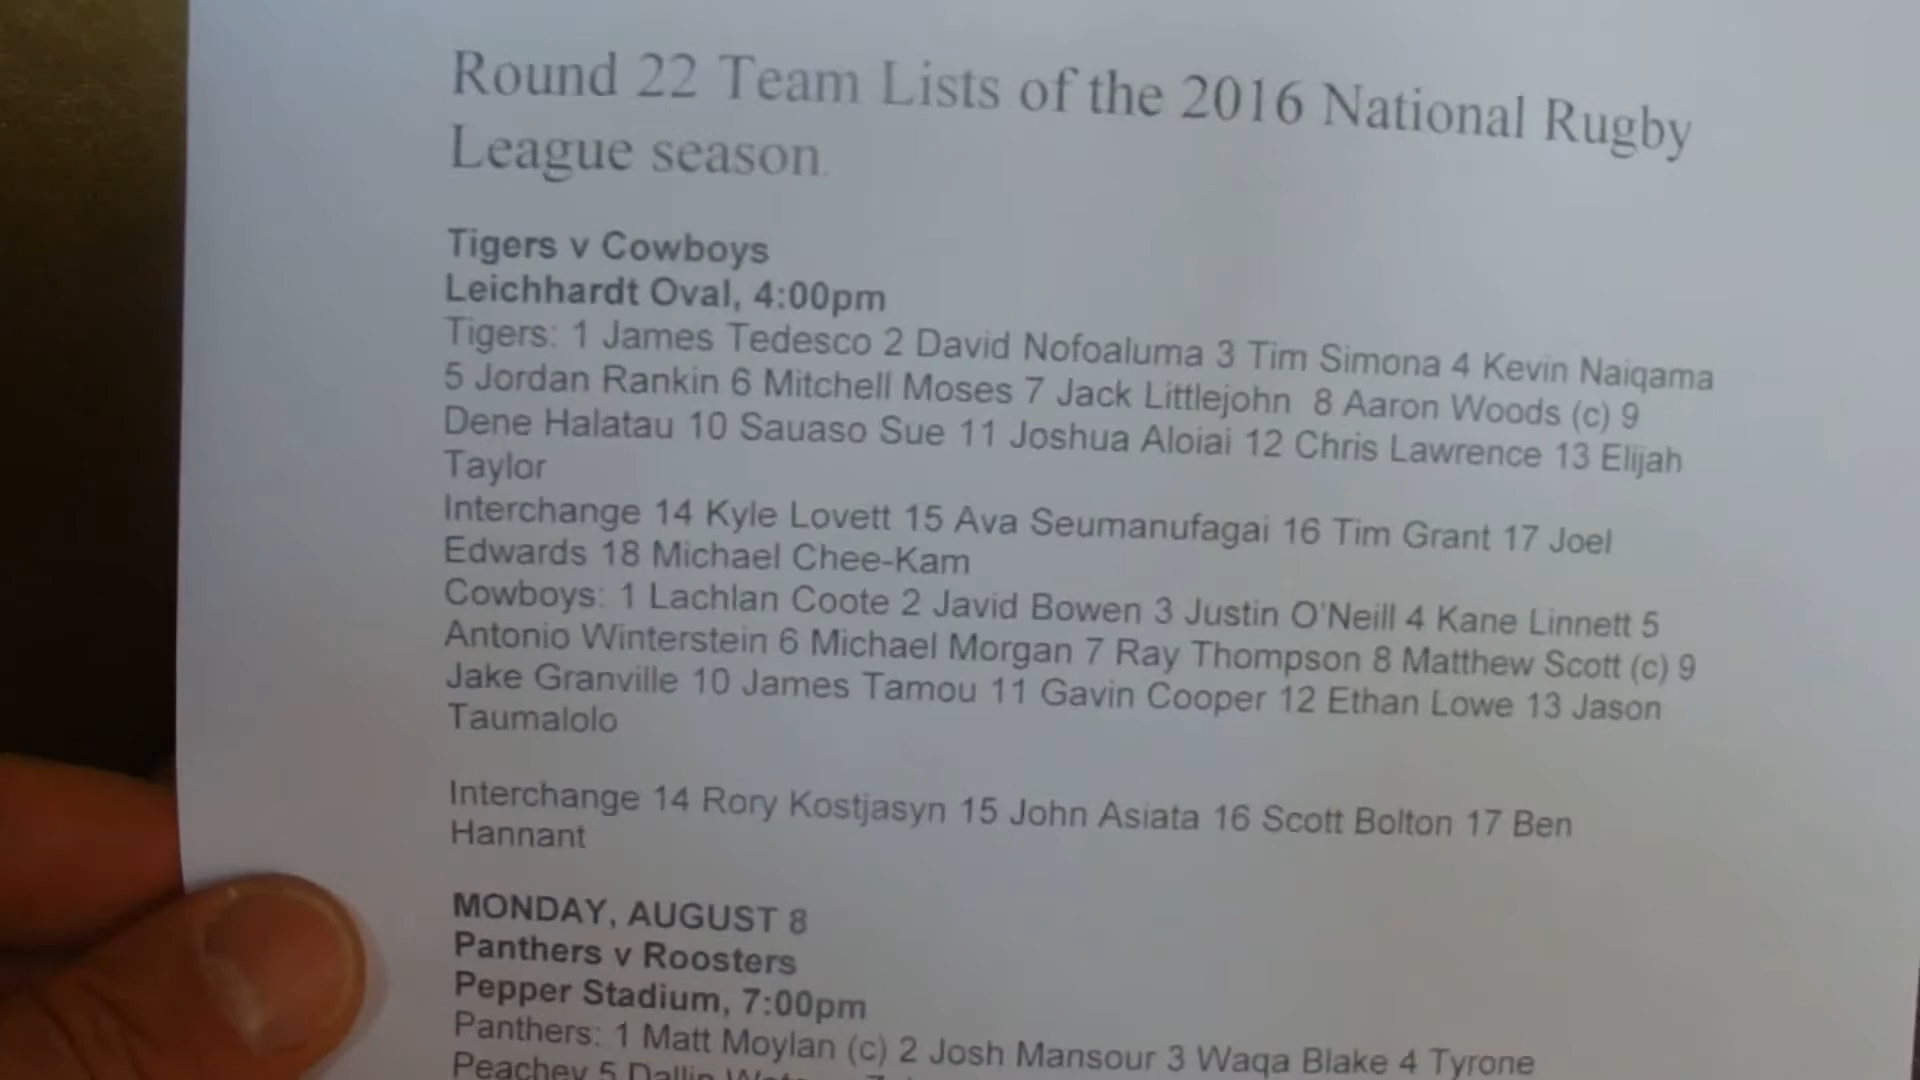 Round 22 Team Lists of the 2016 National Rugby
League season.
Tigers v Cowboys
Leichhardt Oval, 4:00pm
Tigers: 1 James Tedesco 2 David Nofoaluma 3 Tim Simona 4 Kevin Naiqama
5 Jordan Rankin 6 Mitchell Moses 7 Jack Littlejohn 8 Aaron Woods (c) 9
Dene Halatau 10 Sauaso Sue 11 Joshua Aloiai 12 Chris Lawrence 13 Elijah
Taylor
Interchange 14 Kyle Lovett 15 Ava Seumanufagai 16 Tim Grant 17 Joel
Edwards 18 Michael Chee-Kam
Cowboys: 1 Lachlan Coote 2 Javid Bowen 3 Justin O'Neill 4 Kane Linnett 5
Antonio Winterstein 6 Michael Morgan 7 Ray Thompson 8 Matthew Scott (c) 9
Jake Granville 10 James Tamou 11 Gavin Cooper 12 Ethan Lowe 13 Jason
Taumalolo
Interchange 14 Rory Kostjasyn 15 John Asiata 16 Scott Bolton 17 Ben
Hannant
MONDAY, AUGUST 8
Panthers v Roosters
Pepper Stadium, 7:00pm
Panthers: 1 Matt Moylan (c) 2 Josh Mansour 3 Waqa Blake 4 Tyrone
Peachey 5 Dallin